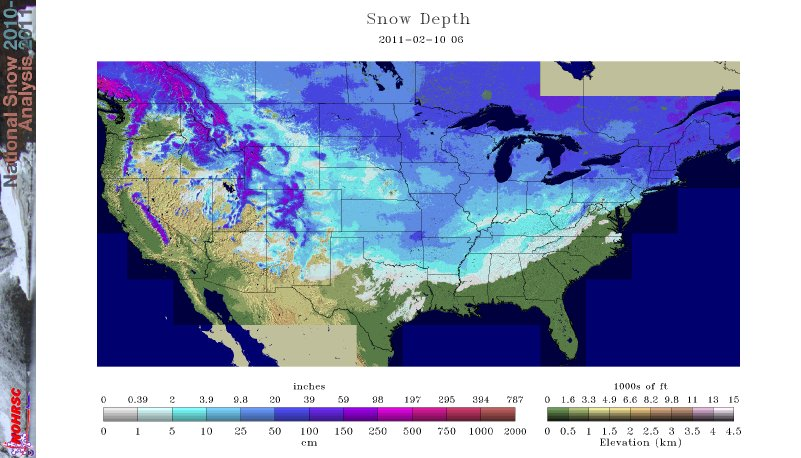 Snow Depth
2011-02-10 06
National Snow 2010-
Analysis 2011
NOHRSC
inches
0 0.39 2 3.9 9.8 20 39 59 98 197 295 394 787
0 1 5 10 25 50 100 150 250 500 750 1000 2000
cm
1000s of ft
0 1.6 3.3 4.9 6.6 8.2 9.8 11 13 15
0 0.5 1 1.5 2 2.5 3 3.5 4 4.5
Elevation (km)